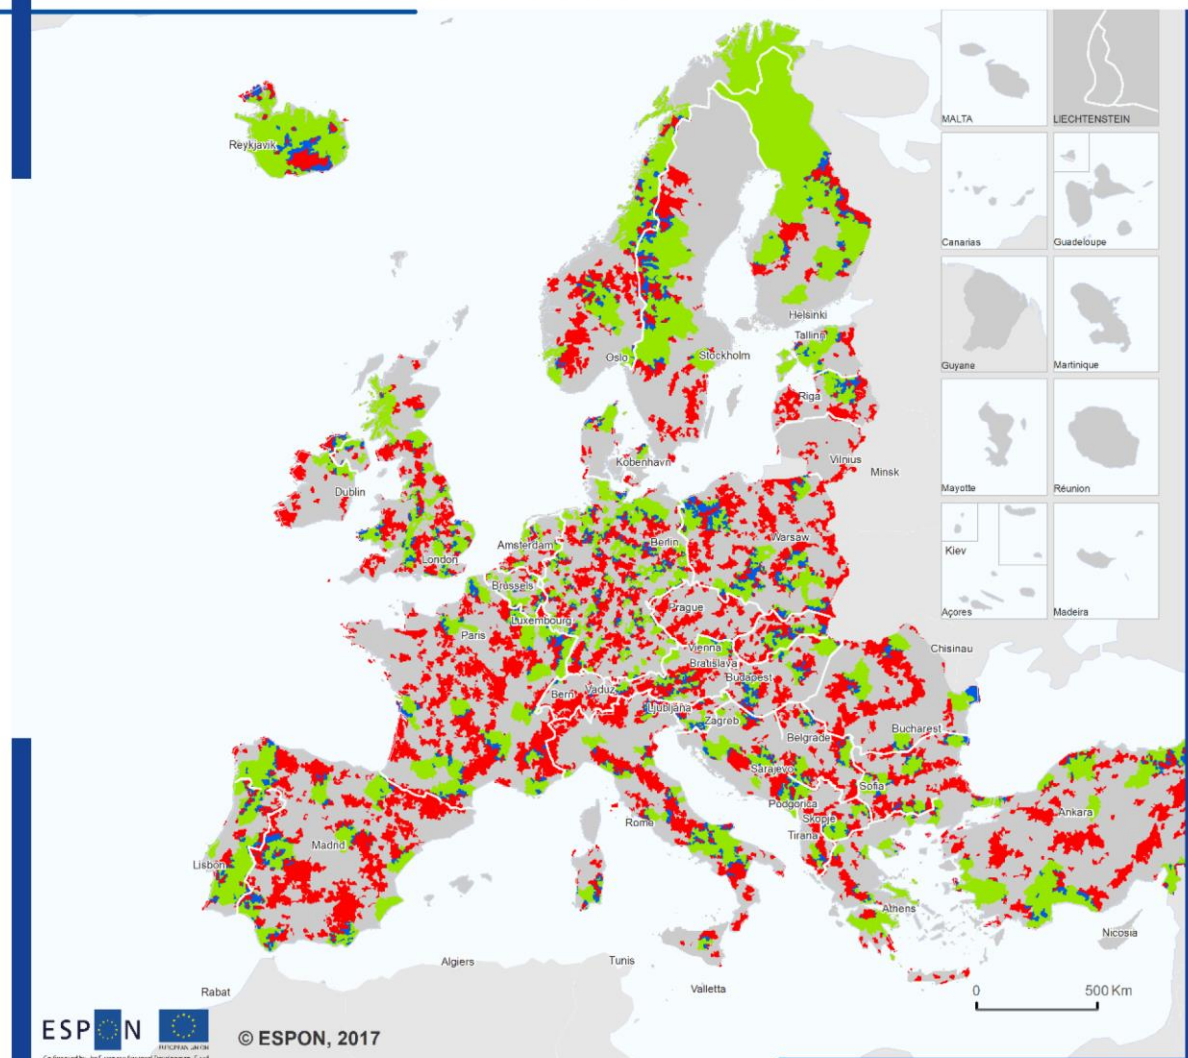 MALTA
LIECHTENSTEIN
Reykjavik
Canarias
Guadeloupe
Helsinki
Tallinn
Oslo
Stockholm
Guyane
Martinique
Riga
København
Vilnius
Minsk
Dublin
Mayotte
Réunion
Amsterdam
Berlin
Warsaw
London
Kiev
Brussels
Prague
Açores
Madeira
Luxembourg
Paris
Vienna
Chisinau
Bratislava
Budapest
Bern
Vaduz
Ljubljana
Zagreb
Bucharest
Belgrade
Sarajevo
Sofia
Podgorica
Ankara
Skopje
Rome
Tirana
Madrid
Lisbon
Athens
Nicosia
Algiers
Tunis
Rabat
Valletta
0 500 Km
ESPON
EUROPEAN UNION
© ESPON, 2017